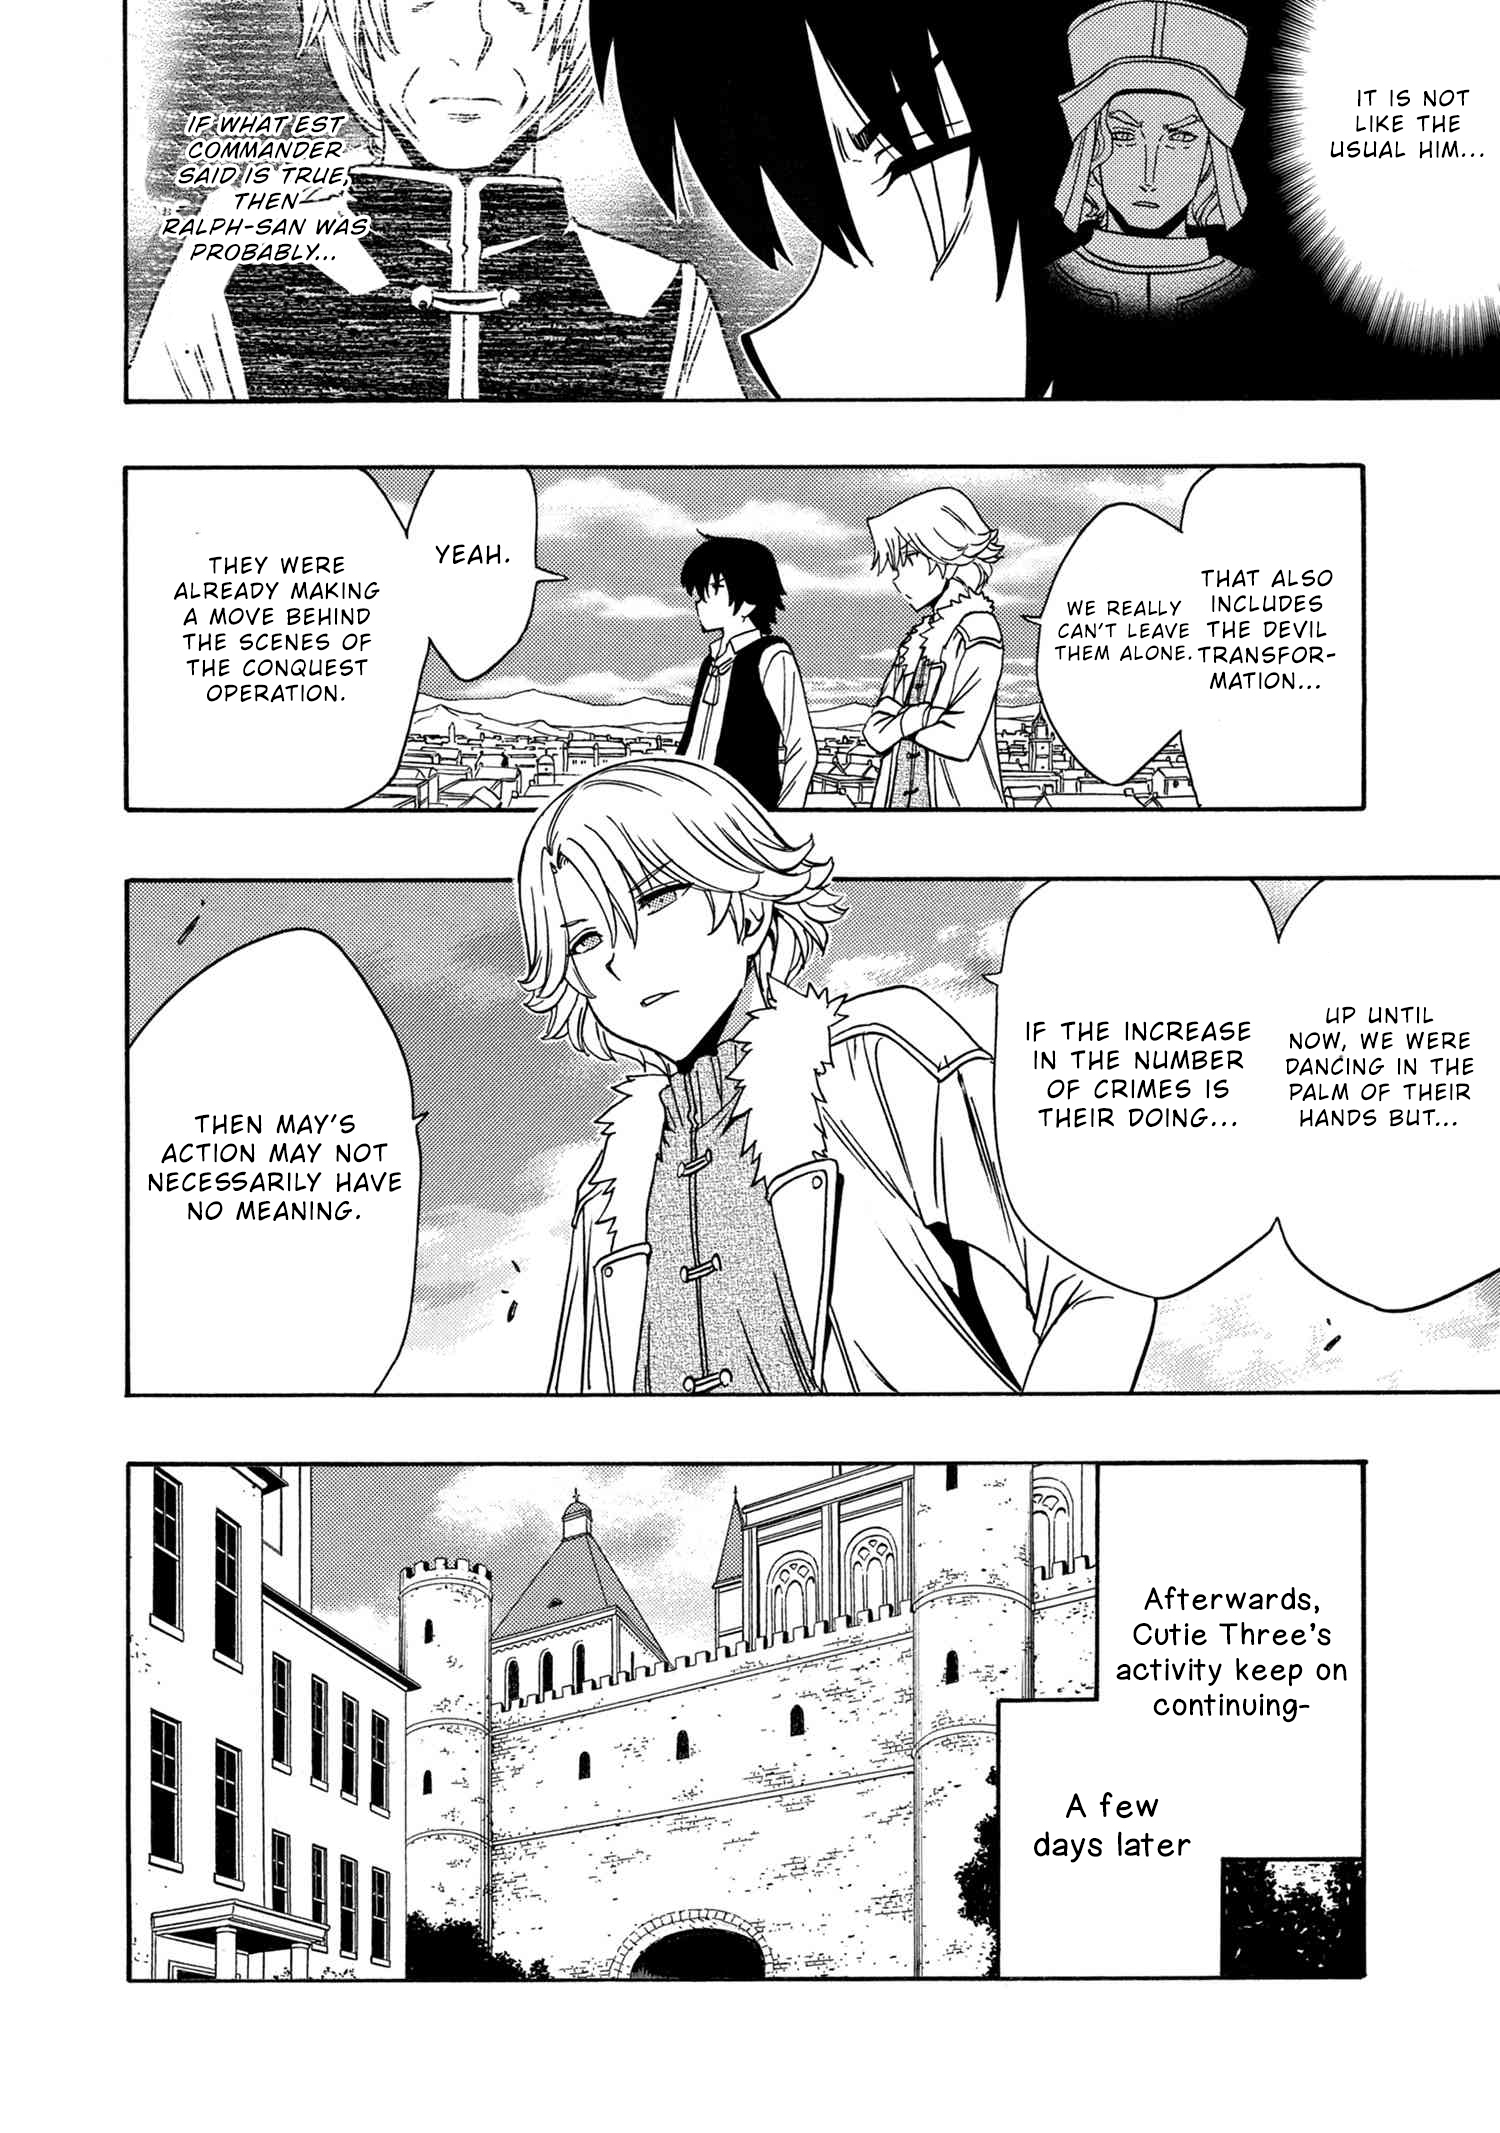 IT IS NOT
LIKE THE
USUAL HIM...
IF WHAT EST
COMMANDER
SAID IS TRUE,
THEN
RALPH-SAN WAS
PROBABLY...
THAT ALSO
INCLUDES
THE DEVIL
TRANSFOR-
MATION...
WE REALLY
CAN'T LEAVE
THEM ALONE.
YEAH.
THEY WERE
ALREADY MAKING
A MOVE BEHIND
THE SCENES OF
THE CONQUEST
OPERATION.
UP UNTIL
NOW, WE WERE
DANCING IN THE
PALM OF THEIR
HANDS BUT...
IF THE INCREASE
IN THE NUMBER
OF CRIMES IS
THEIR DOING...
THEN MAY'S
ACTION MAY NOT
NECESSARILY HAVE
NO MEANING.
Afterwards,
Cutie Three's
activity keep on
continuing-
A few
days later